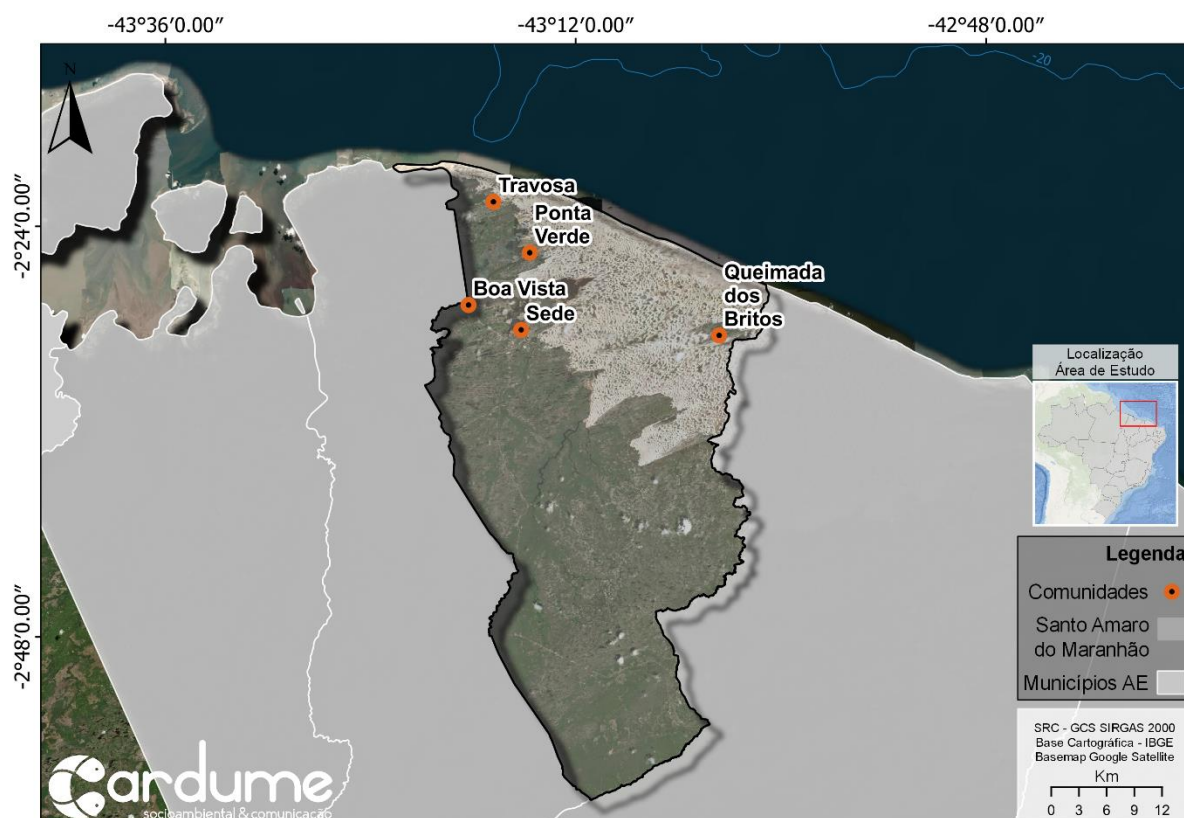 -43°36′0.00″
-43°12′0.00″
-42°48′0.00″
-20
N
-2°24′0.00″
-2°48′0.00″
Travosa
Ponta
Verde
Boa Vista
Sede
Queimada
dos
Britos
Localização
Área de Estudo
Legenda
Comunidades
Santo Amaro
do Maranhão
Municípios AE
SRC - GCS SIRGAS 2000
Base Cartográfica - IBGE
Basemap Google Satellite
Km
0 3 6 9 12
cardume
socioambiental & comunicação